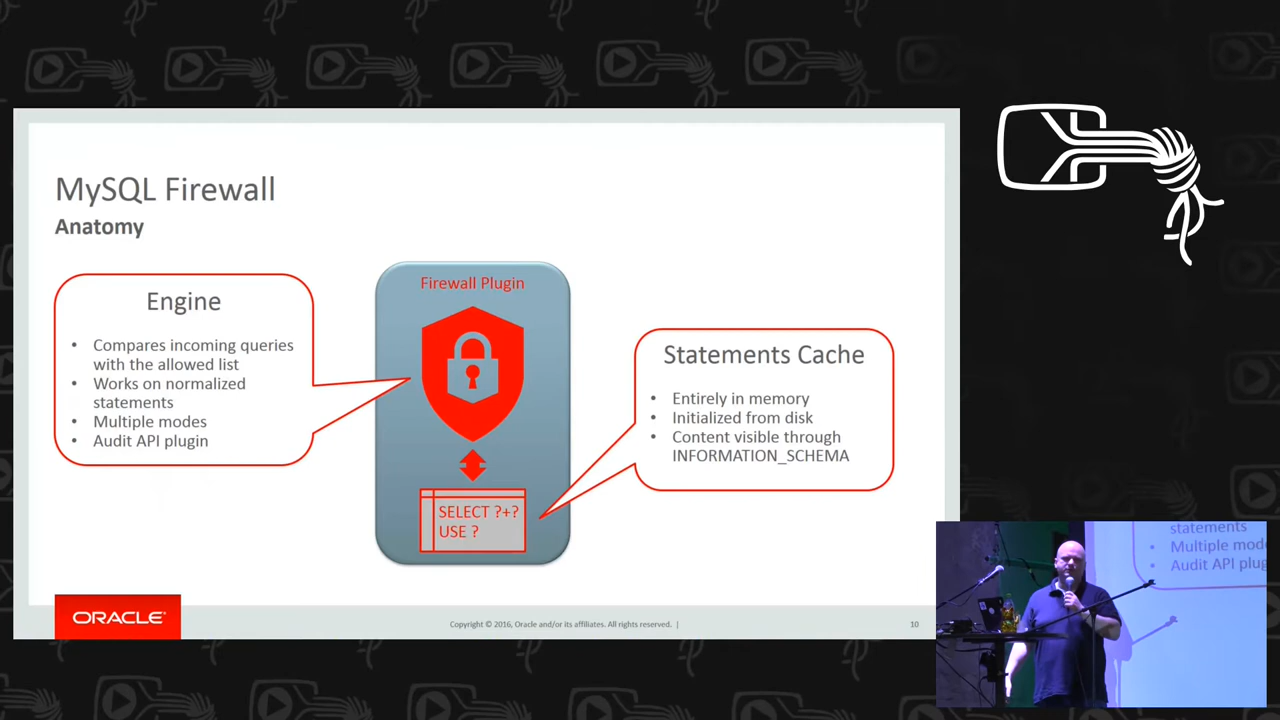 MySQL Firewall
Anatomy
Engine
• Compares incoming queries
with the allowed list
• Works on normalized
statements
• Multiple modes
• Audit API plugin
Firewall Plugin
SELECT ?+?
USE ?
Statements Cache
• Entirely in memory
• Initialized from disk
• Content visible through
INFORMATION_SCHEMA
ORACLE
Copyright © 2016, Oracle and/or its affiliates. All rights reserved. |
10
statements
• Multiple mod
• Audit API plug